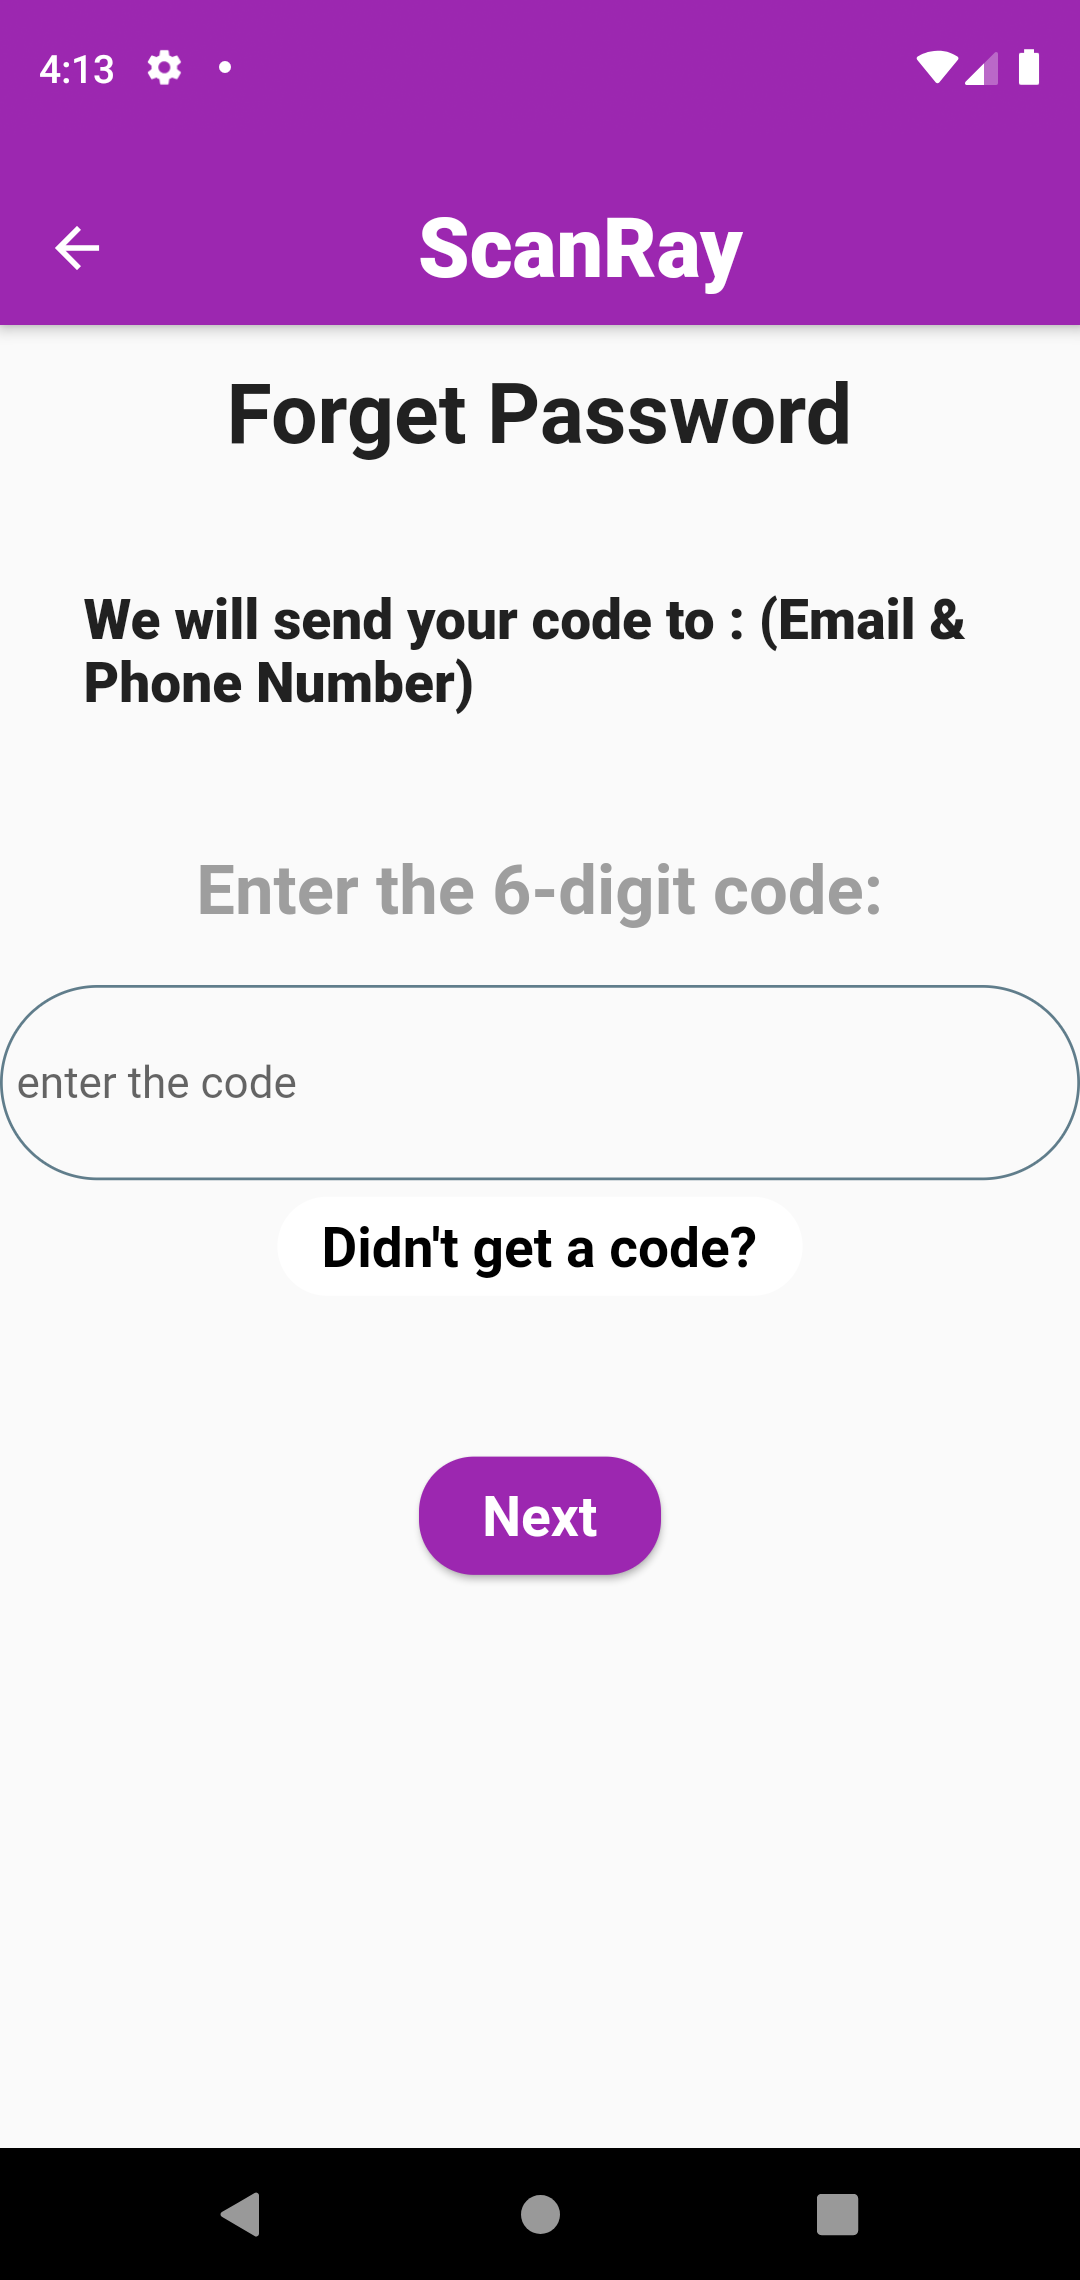 4:13
ScanRay
Forget Password
We will send your code to : (Email &
Phone Number)
Enter the 6-digit code:
enter the code
Didn't get a code?
Next